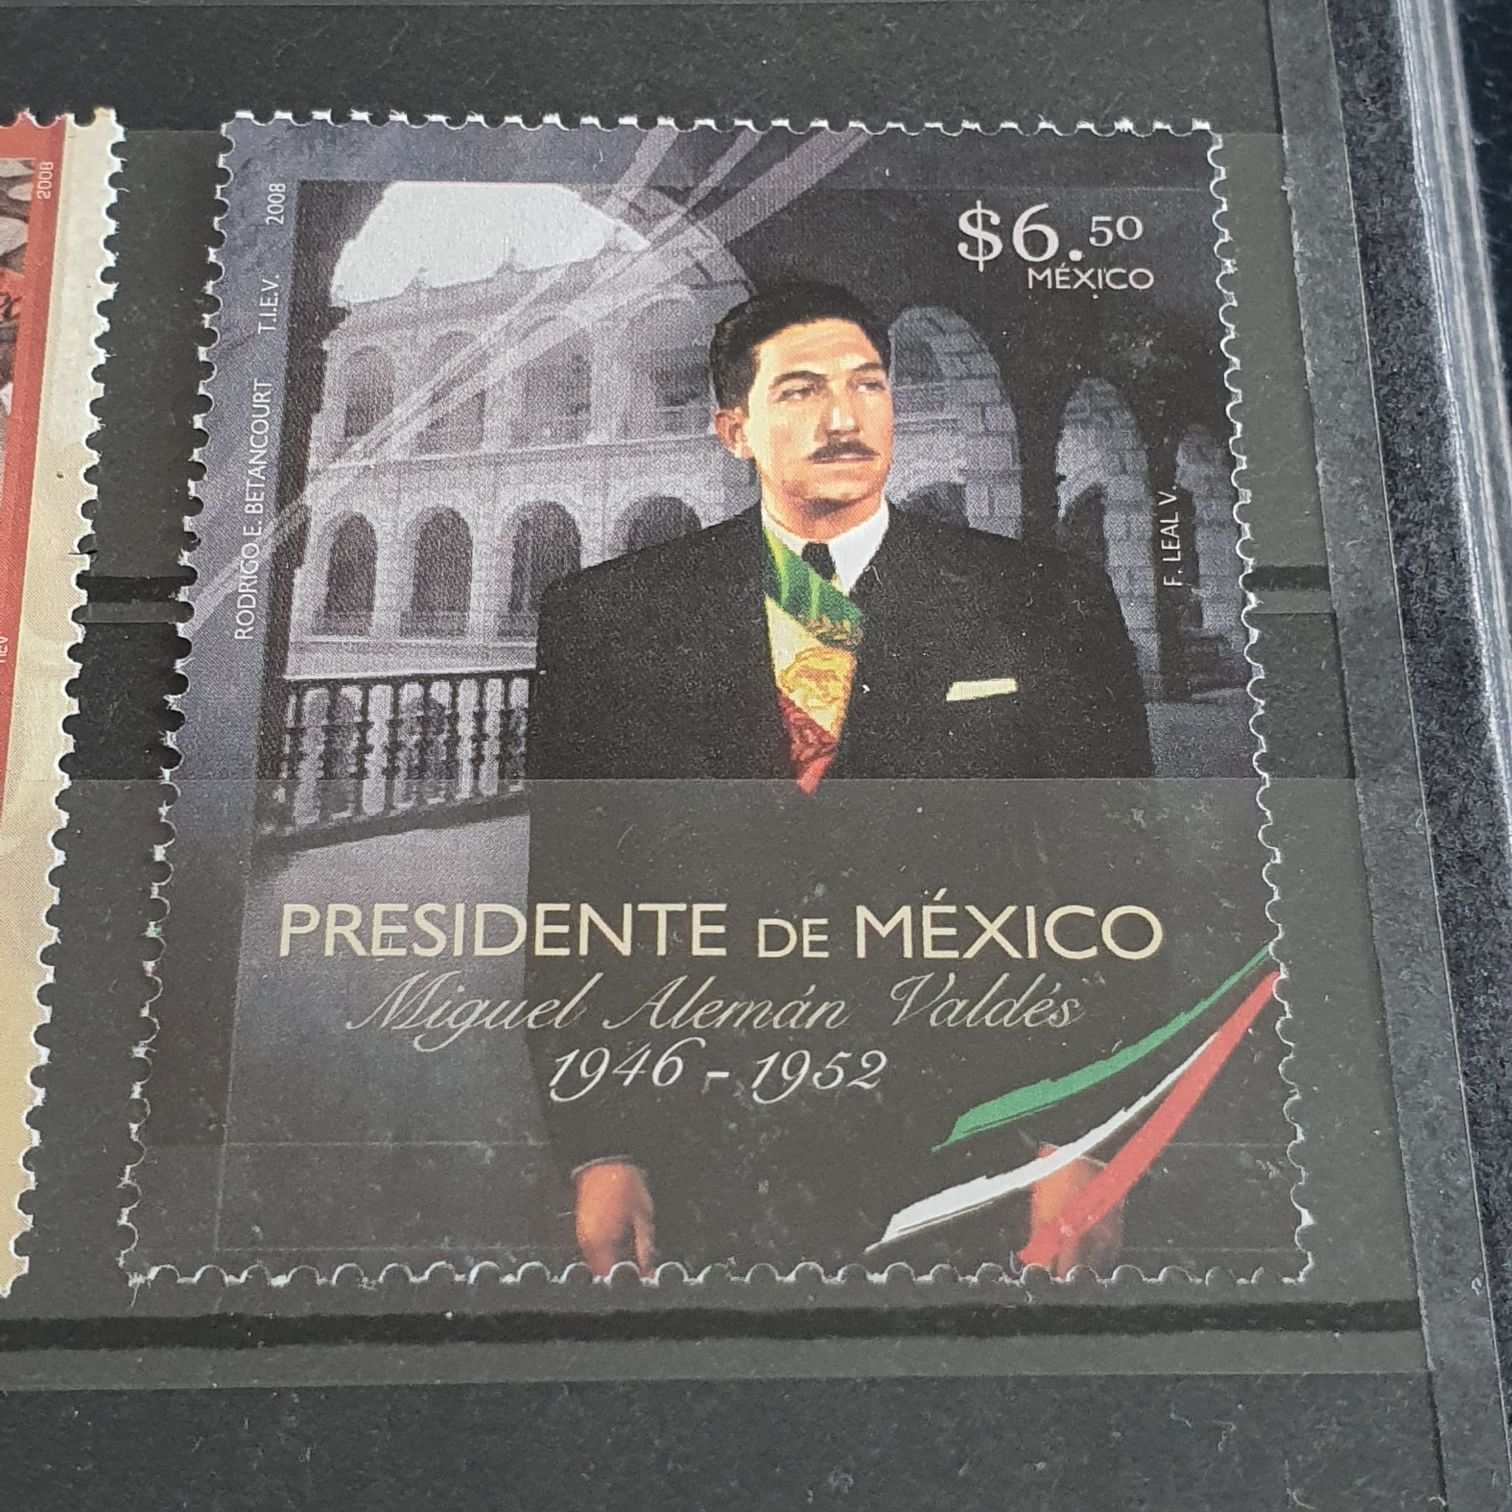 2008
$6.50
MÉXICO
RODRIGO E. BETANCOURT T.I.E.V. 2008
F. LEAL V.
PRESIDENTE DE MÉXICO
Miguel Alemán Valdés
1946 - 1952